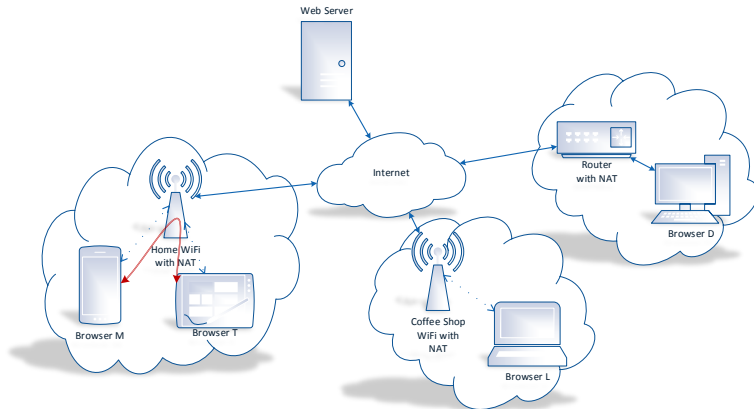 Web Server
Internet
Router
with NAT
Browser D
Home WiFi
with NAT
Browser M
Browser T
Coffee Shop
WiFi with
NAT
Browser L